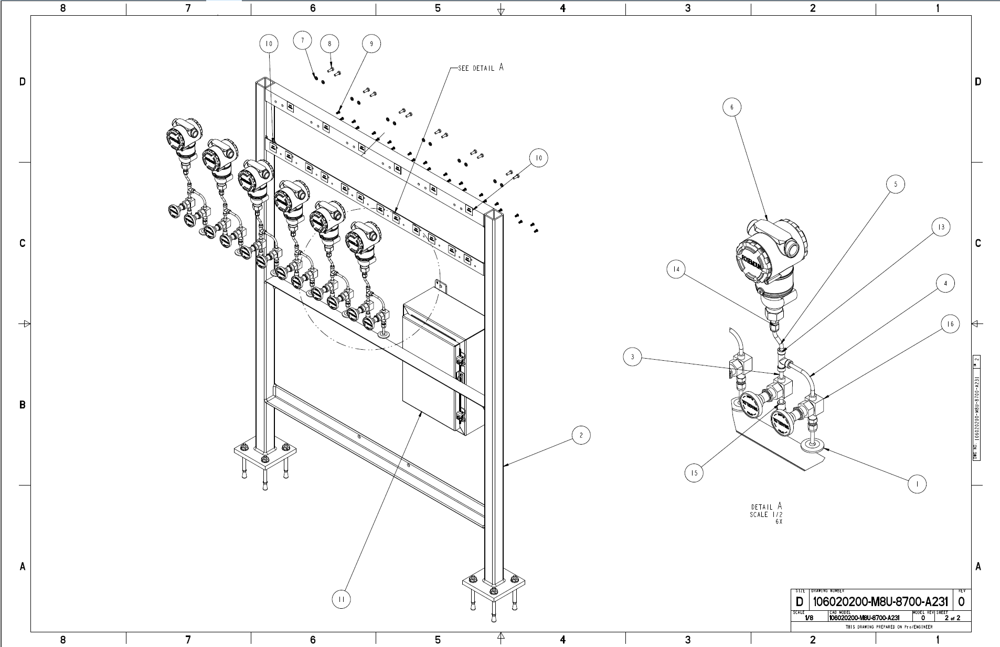 8 7 6 5 4 3 2 1
10 7 8 9
SEE DETAIL A
D D
6
10
5
13
C C
14
4
16
3
ROSEMOUNT
DWG NO. 106020200-M8U-8700-A231 SH 2
B B
2
15
1
DETAIL A
SCALE 1/2
6X
A A
11
SIZE DRAWING NUMBER REV
D 106020200-M8U-8700-A231 0
SCALE CAD MODEL MODEL REV SHEET
1/8 106020200-M8U-8700-A231 0 2 of 2
THIS DRAWING PREPARED ON Pro/ENGINEER
8 7 6 5 4 3 2 1